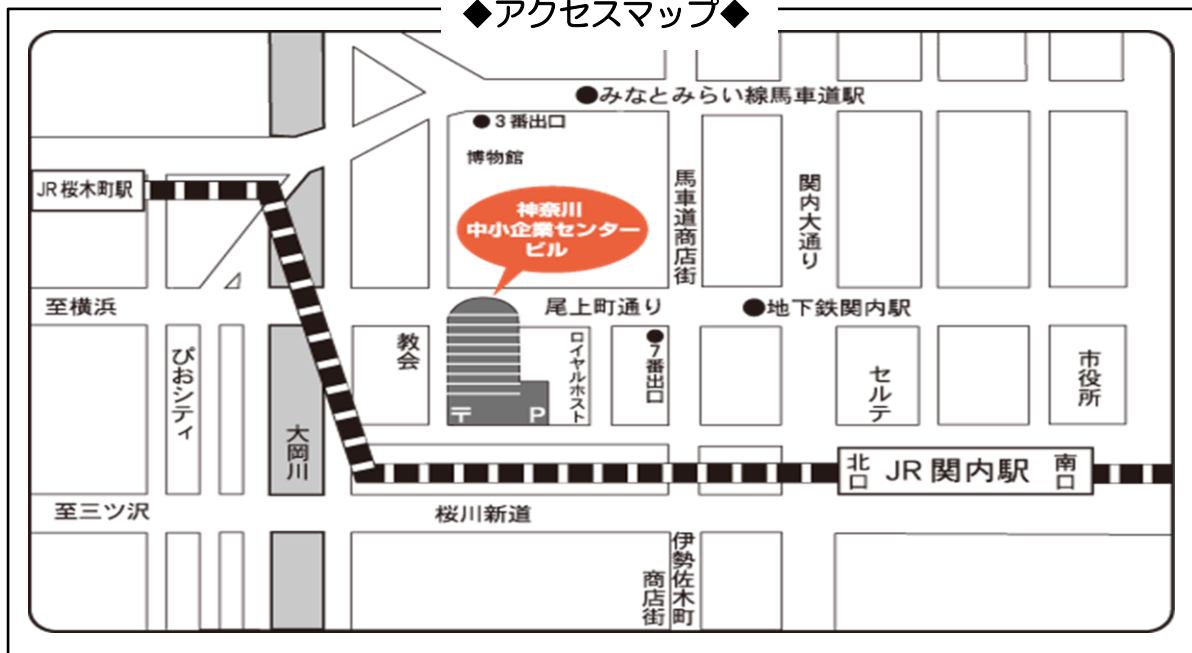 ◆アクセスマップ◆
●みなとみらい線馬車道駅
●3番出口
博物館
JR桜木町駅
神奈川
中小企業センター
ビル
馬車道商店街
関内大通り
至横浜
尾上町通り
●地下鉄関内駅
ぴおシティ
教会
ロイヤルホスト
●7番出口
セルテ
市役所
〒
P
大岡川
北口
JR関内駅
南口
至三ツ沢
桜川新道
伊勢佐木町
商店街